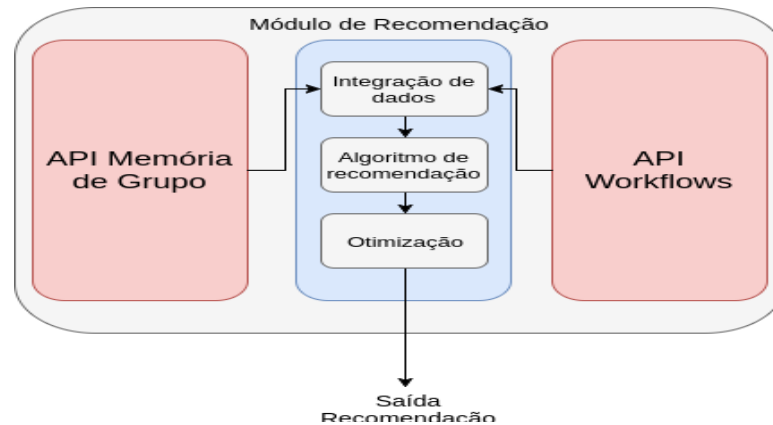 Módulo de Recomendação
API Memória
de Grupo
Integração de
dados
Algoritmo de
recomendação
Otimização
API
Workflows
Saída
Recomendação